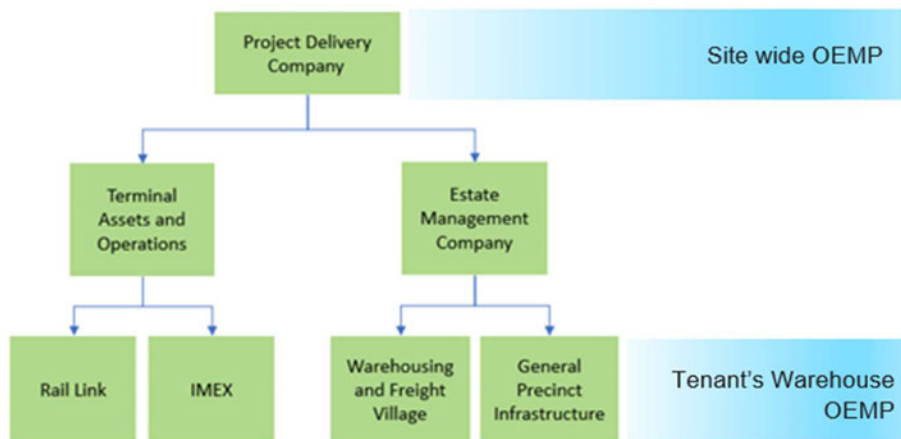 Project Delivery
Company
Site wide OEMP
Terminal
Assets and
Operations
Estate
Management
Company
Rail Link
IMEX
Warehousing
and Freight
Village
General
Precinct
Infrastructure
Tenant's Warehouse
OEMP